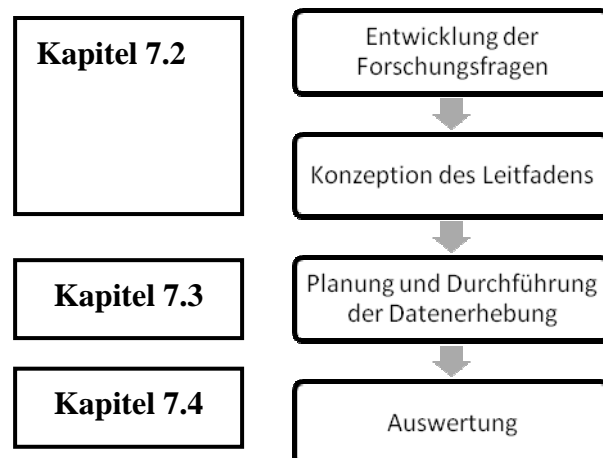 Kapitel 7.2
Entwicklung der
Forschungsfragen
Konzeption des Leitfadens
Kapitel 7.3
Planung und Durchführung
der Datenerhebung
Kapitel 7.4
Auswertung